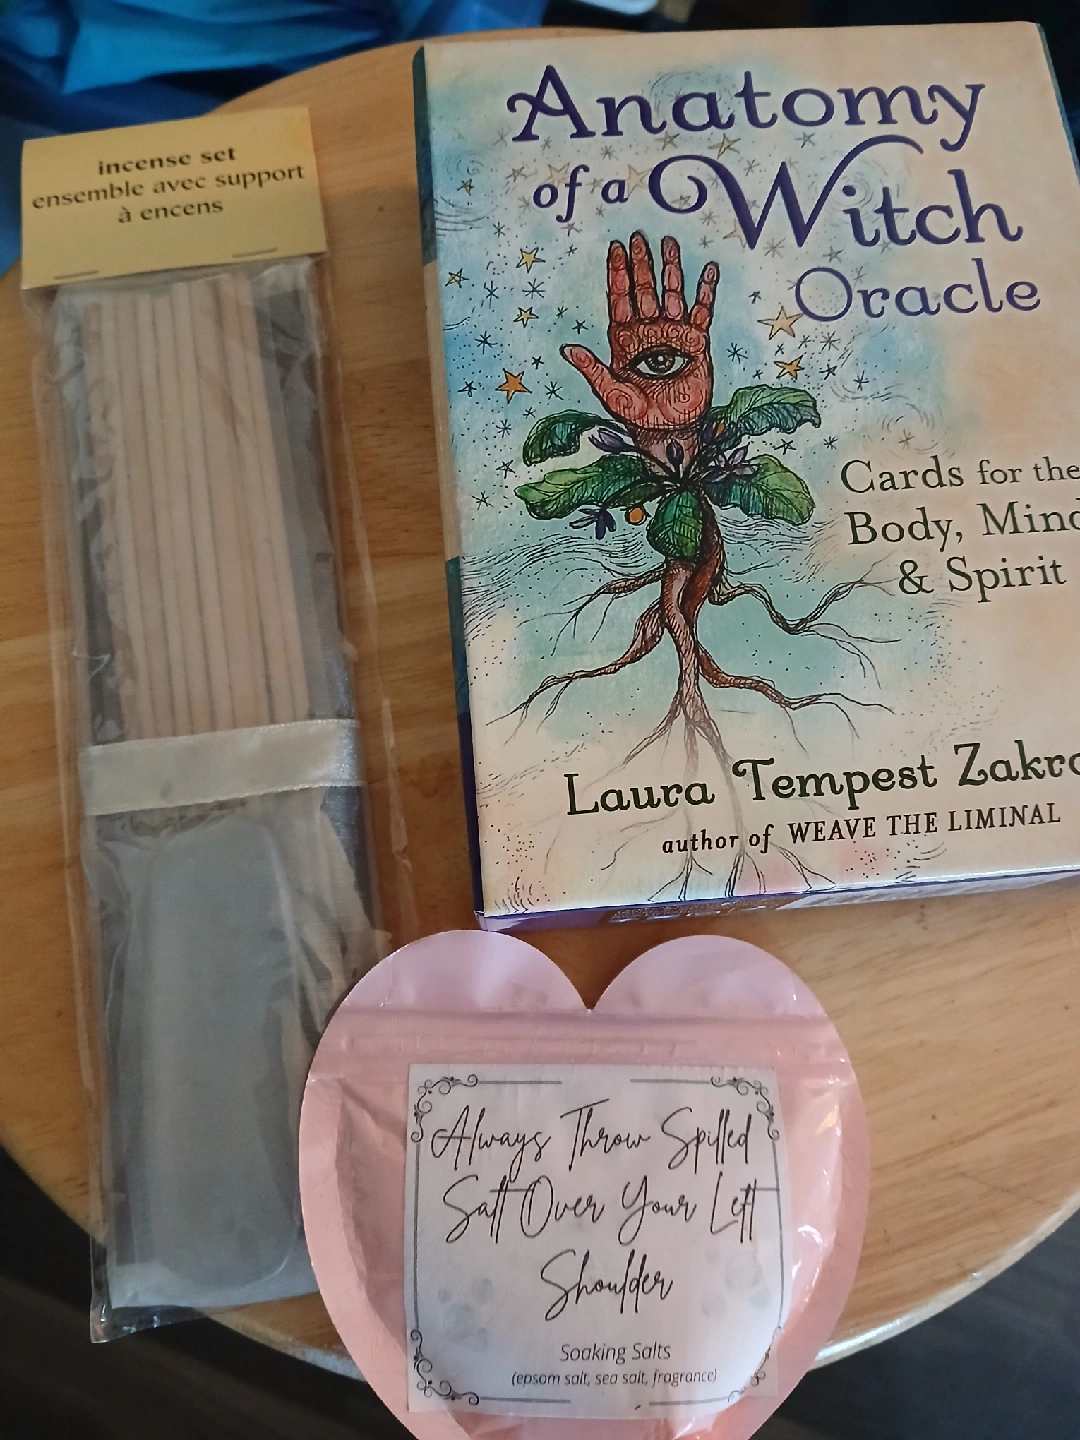 incense set
ensemble avec support
à encens
Anatomy
of a Witch
Oracle
Cards for the
Body, Mind
& Spirit
Laura Tempest Zakro
author of WEAVE THE LIMINAL
Always Throw Spilled
Salt Over Your Left
Shoulder
Soaking Salts
(epsom salt, sea salt, fragrance)